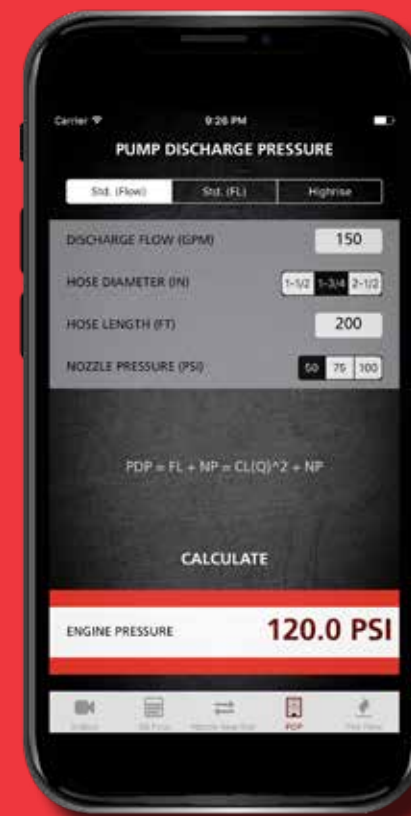 Carrier 9:26 PM
PUMP DISCHARGE PRESSURE
Std. (Flow) Std. (FL) Highrise
DISCHARGE FLOW (GPM) 150
HOSE DIAMETER (IN) 1-1/2 1-3/4 2-1/2
HOSE LENGTH (FT) 200
NOZZLE PRESSURE (PSI) 50 75 100
PDP = FL + NP = CL(Q)^2 + NP
CALCULATE
ENGINE PRESSURE 120.0 PSI
PDP